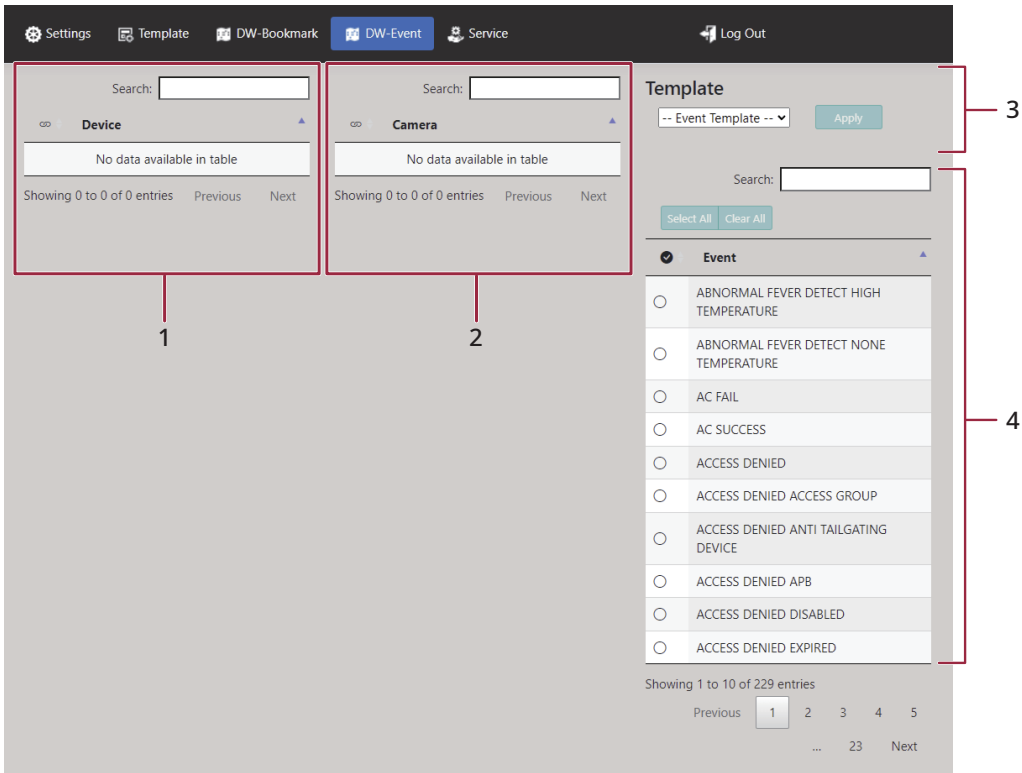 Settings Template DW-Bookmark DW-Event Service Log Out
Search:
Device
No data available in table
Showing 0 to 0 of 0 entries Previous Next
1
Search:
Camera
No data available in table
Showing 0 to 0 of 0 entries Previous Next
2
Template
-- Event Template -- Apply
3
Search:
Select All Clear All
Event
ABNORMAL FEVER DETECT HIGH
TEMPERATURE
ABNORMAL FEVER DETECT NONE
TEMPERATURE
AC FAIL
AC SUCCESS
ACCESS DENIED
ACCESS DENIED ACCESS GROUP
ACCESS DENIED ANTI TAILGATING
DEVICE
ACCESS DENIED APB
ACCESS DENIED DISABLED
ACCESS DENIED EXPIRED
4
Showing 1 to 10 of 229 entries
Previous 1 2 3 4 5
... 23 Next